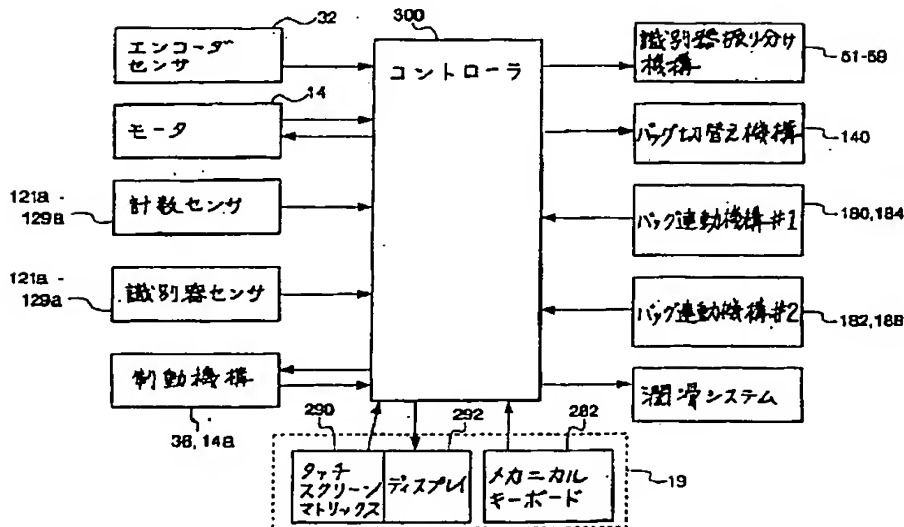 32
エンコーダ
センサ
14
モータ
121a -
129a
計数センサ
121a -
129a
識別器センサ
制動機構
36, 14a
300
コントローラ
識別器振り分け
機構
51-59
バッグ切替え機構
140
バッグ連動機構#1
180, 184
バッグ連動機構#2
182, 188
潤滑システム
290
292
282
タッチ
スクリーン
マトリックス
ディスプレイ
メカニカル
キーボード
19